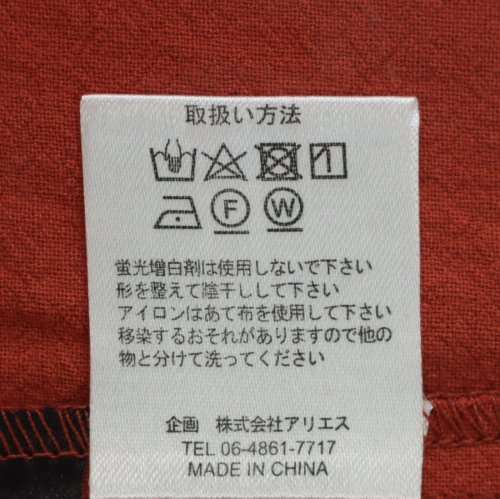 取扱い方法
F W
蛍光増白剤は使用しないで下さい
形を整えて陰干しして下さい
アイロンはあて布を使用して下さい
移染するおそれがありますので他の
物と分けて洗ってください
企画 株式会社アリエス
TEL 06-4861-7717
MADE IN CHINA